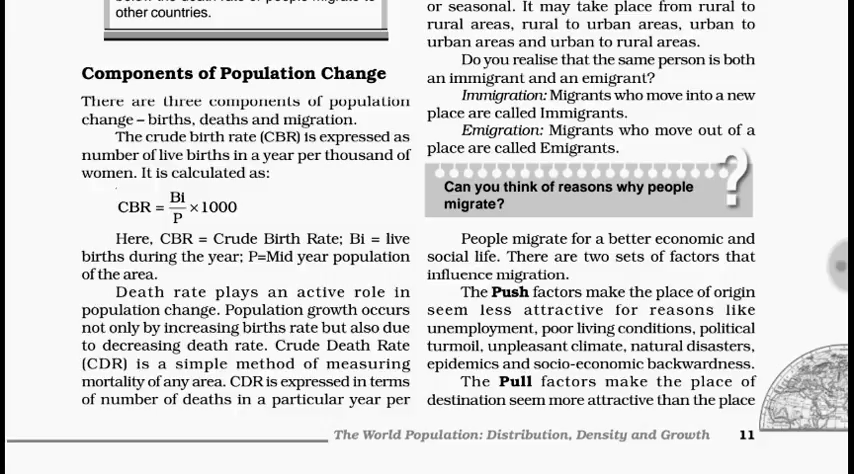 below the death rate or people migrate to
other countries.
Components of Population Change
There are three components of population
change – births, deaths and migration.
The crude birth rate (CBR) is expressed as
number of live births in a year per thousand of
women. It is calculated as:
CBR = Bi/P × 1000
Here, CBR = Crude Birth Rate; Bi = live
births during the year; P=Mid year population
of the area.
Death rate plays an active role in
population change. Population growth occurs
not only by increasing births rate but also due
to decreasing death rate. Crude Death Rate
(CDR) is a simple method of measuring
mortality of any area. CDR is expressed in terms
of number of deaths in a particular year per
or seasonal. It may take place from rural to
rural areas, rural to urban areas, urban to
urban areas and urban to rural areas.
Do you realise that the same person is both
an immigrant and an emigrant?
Immigration: Migrants who move into a new
place are called Immigrants.
Emigration: Migrants who move out of a
place are called Emigrants.
Can you think of reasons why people
migrate?
?
People migrate for a better economic and
social life. There are two sets of factors that
influence migration.
The Push factors make the place of origin
seem less attractive for reasons like
unemployment, poor living conditions, political
turmoil, unpleasant climate, natural disasters,
epidemics and socio-economic backwardness.
The Pull factors make the place of
destination seem more attractive than the place
The World Population: Distribution, Density and Growth 11